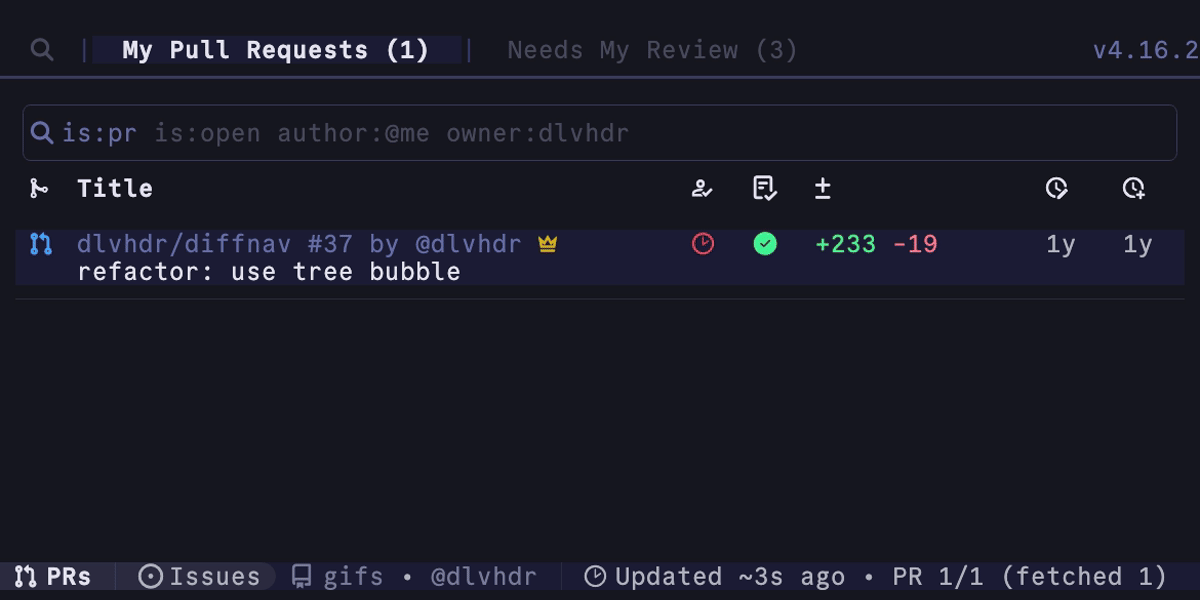 My Pull Requests (1) | Needs My Review (3) v4.16.2
is:pr is:open author:@me owner:dlvhdr
Title
dlvhdr/diffnav #37 by @dlvhdr +233 -19 1y 1y
refactor: use tree bubble
PRs Issues gifs • @dlvhdr Updated ~3s ago • PR 1/1 (fetched 1)